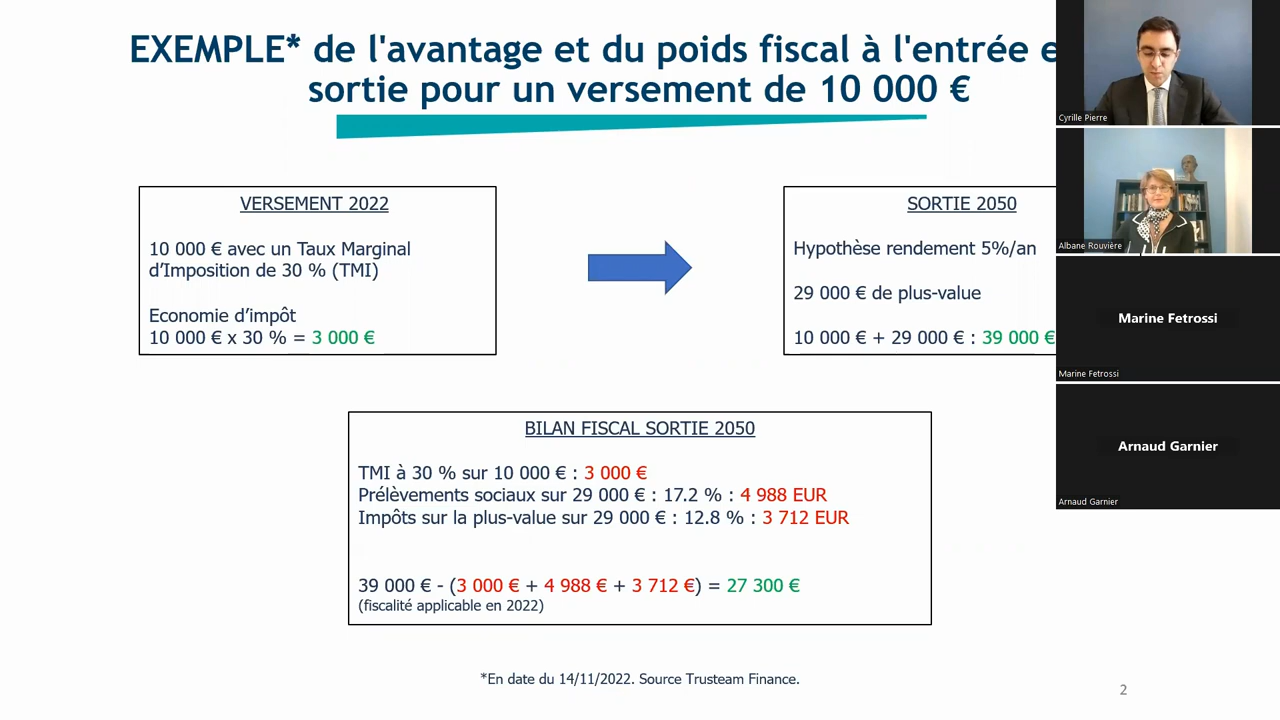 EXEMPLE* de l'avantage et du poids fiscal à l'entrée e
sortie pour un versement de 10 000 €
VERSEMENT 2022
10 000 € avec un Taux Marginal
d'Imposition de 30 % (TMI)
Economie d'impôt
10 000 € x 30 % = 3 000 €
SORTIE 2050
Hypothèse rendement 5%/an
29 000 € de plus-value
10 000 € + 29 000 € : 39 000 €
BILAN FISCAL SORTIE 2050
TMI à 30 % sur 10 000 € : 3 000 €
Prélèvements sociaux sur 29 000 € : 17.2 % : 4 988 EUR
Impôts sur la plus-value sur 29 000 € : 12.8 % : 3 712 EUR
39 000 € - (3 000 € + 4 988 € + 3 712 €) = 27 300 €
(fiscalité applicable en 2022)
*En date du 14/11/2022. Source Trusteam Finance.
2
Cyrille Pierre
Albane Rouvière
Marine Fetrossi
Marine Fetrossi
Arnaud Garnier
Arnaud Garnier